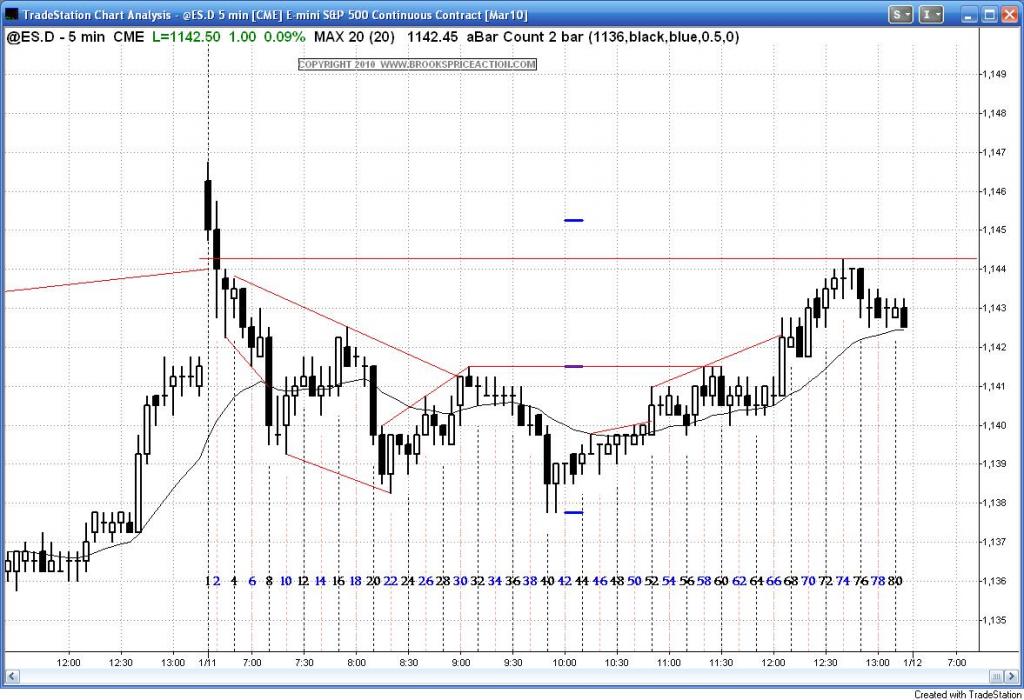 TradeStation Chart Analysis - @ES.D 5 min [CME] E-mini S&P 500 Continuous Contract [Mar10]
S I
@ES.D - 5 min CME L=1142.50 1.00 0.09% MAX 20 (20) 1142.45 aBar Count 2 bar (1136,black,blue,0.5,0)
COPYRIGHT 2010 WWW.BROOKSPRICEACTION.COM
1,149
1,148
1,147
1,146
1,145
1,144
1,143
1,142
1,141
1,140
1,139
1,138
1,137
1,136
1,135
1 2 4 6 8 10 12 14 16 18 20 22 24 26 28 30 32 34 36 38 40 42 44 46 48 50 52 54 56 58 60 62 64 66 68 70 72 74 76 78 80
12:00 12:30 13:00 1/11 7:00 7:30 8:00 8:30 9:00 9:30 10:00 10:30 11:00 11:30 12:00 12:30 13:00 1/12 7:00
Created with TradeStation